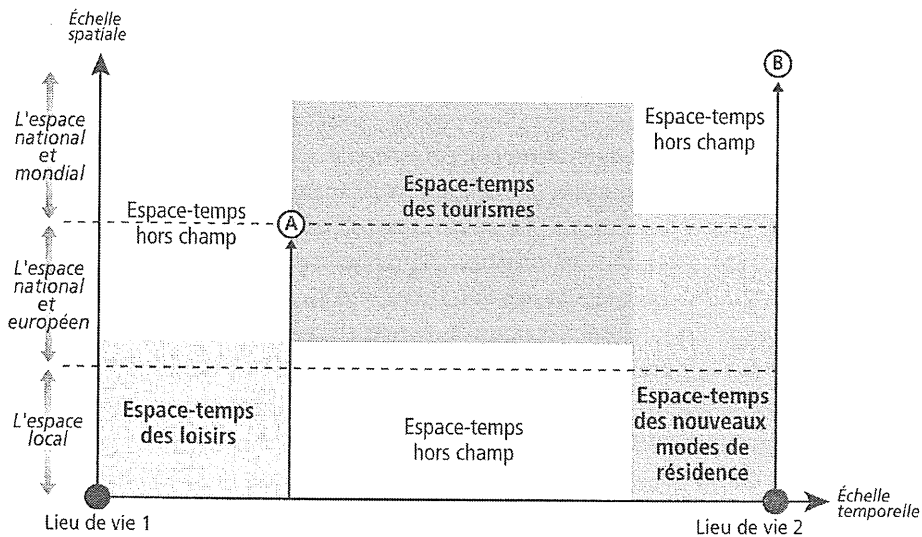 Échelle
spatiale
L'espace
national
et
mondial
L'espace
national
et
européen
L'espace
local
Espace-temps
hors champ
A
Espace-temps
des tourismes
B
Espace-temps
hors champ
Espace-temps
des loisirs
Espace-temps
hors champ
Espace-temps
des nouveaux
modes de
résidence
Lieu de vie 1
Lieu de vie 2
Échelle
temporelle